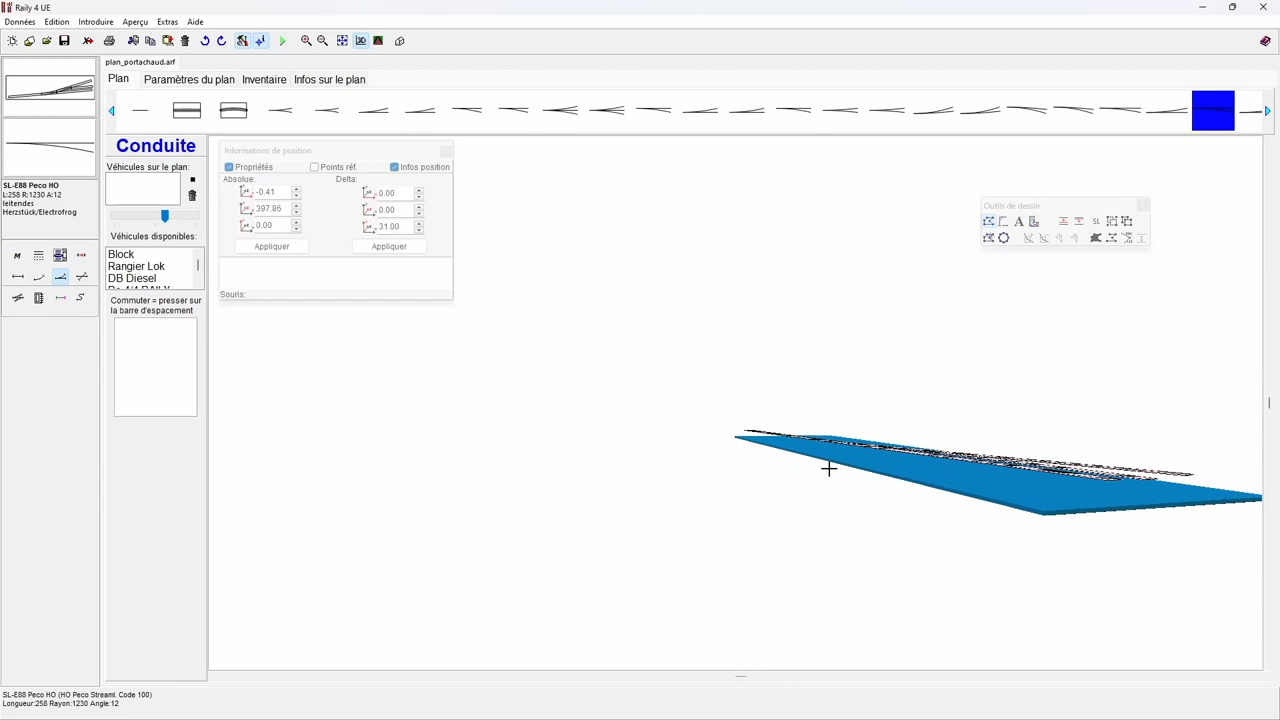 Raily 4 UE
Données Edition Introduire Aperçu Extras Aide
3D
plan_portachaud.arf
Plan Paramètres du plan Inventaire Infos sur le plan
Conduite
Véhicules sur le plan:
SL-E88 Peco HO
L:258 R:1230 A:12
leitendes
Herzstück/Electrofrog
Véhicules disponibles:
Block
Rangier Lok
DB Diesel
Commuter = presser sur
la barre d'espacement
Informations de position
Propriétés Points réf. Infos position
Absolue: Delta:
-0.41 0.00
397.86 0.00
0.00 31.00
Appliquer Appliquer
Souris:
Outils de dessin
A SL
M
SL-E88 Peco HO (HO Peco Streaml. Code 100)
Longueur:258 Rayon:1230 Angle:12